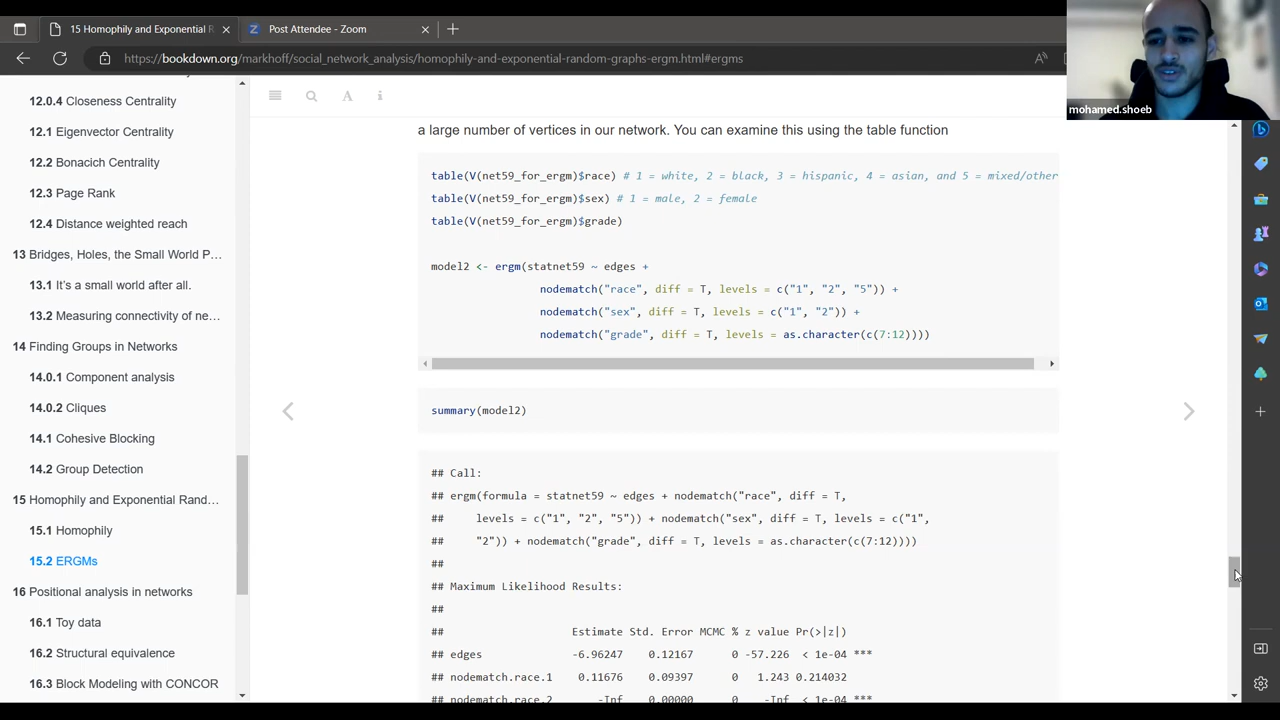 15 Homophily and Exponential R
Post Attendee - Zoom
https://bookdown.org/markhoff/social_network_analysis/homophily-and-exponential-random-graphs-ergm.html#ergms
mohamed.shoeb
12.0.4 Closeness Centrality
12.1 Eigenvector Centrality
12.2 Bonacich Centrality
12.3 Page Rank
12.4 Distance weighted reach
13 Bridges, Holes, the Small World P…
13.1 It's a small world after all.
13.2 Measuring connectivity of ne…
14 Finding Groups in Networks
14.0.1 Component analysis
14.0.2 Cliques
14.1 Cohesive Blocking
14.2 Group Detection
15 Homophily and Exponential Rand…
15.1 Homophily
15.2 ERGMs
16 Positional analysis in networks
16.1 Toy data
16.2 Structural equivalence
16.3 Block Modeling with CONCOR
a large number of vertices in our network. You can examine this using the table function
table(V(net59_for_ergm)$race) # 1 = white, 2 = black, 3 = hispanic, 4 = asian, and 5 = mixed/other
table(V(net59_for_ergm)$sex) # 1 = male, 2 = female
table(V(net59_for_ergm)$grade)
model2 <- ergm(statnet59 ~ edges +
nodematch("race", diff = T, levels = c("1", "2", "5")) +
nodematch("sex", diff = T, levels = c("1", "2")) +
nodematch("grade", diff = T, levels = as.character(c(7:12))))
summary(model2)
## Call:
## ergm(formula = statnet59 ~ edges + nodematch("race", diff = T,
## levels = c("1", "2", "5")) + nodematch("sex", diff = T, levels = c("1",
## "2")) + nodematch("grade", diff = T, levels = as.character(c(7:12))))
##
## Maximum Likelihood Results:
##
## Estimate Std. Error MCMC % z value Pr(>|z|)
## edges -6.96247 0.12167 0 -57.226 < 1e-04 ***
## nodematch.race.1 0.11676 0.09397 0 1.243 0.214032
## nodematch.race.2 -Inf 0.00000 0 -Inf < 1e-04 ***